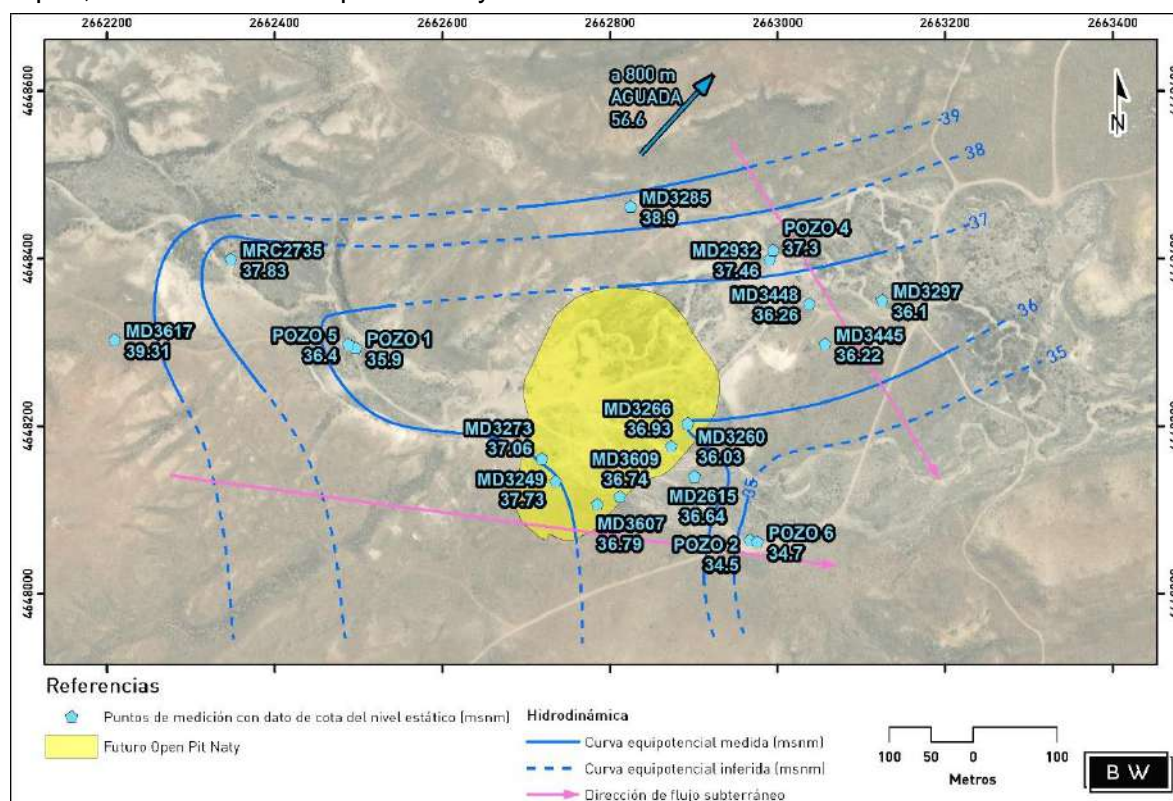 2662200 2662400 2662600 2662800 2663000 2663200 2663400
4648600
4648400
4648200
4648000
a 800 m
AGUADA
56.6
N
39
38
37
36
35
35
MD3285
38.9
POZO 4
37.3
MRC2735
37.83
MD2932
37.46
MD3448
36.26
MD3297
36.1
MD3617
39.31
POZO 5
36.4
POZO 1
35.9
MD3445
36.22
MD3266
36.93
MD3273
37.06
MD3260
36.03
MD3609
36.74
MD3249
37.73
MD2615
36.64
MD3607
36.79
POZO 2
34.5
POZO 6
34.7
Referencias
Puntos de medición con dato de cota del nivel estático (msnm)
Futuro Open Pit Naty
Hidrodinámica
Curva equipotencial medida (msnm)
Curva equipotencial inferida (msnm)
Dirección de flujo subterráneo
100 50 0 100
Metros
B W